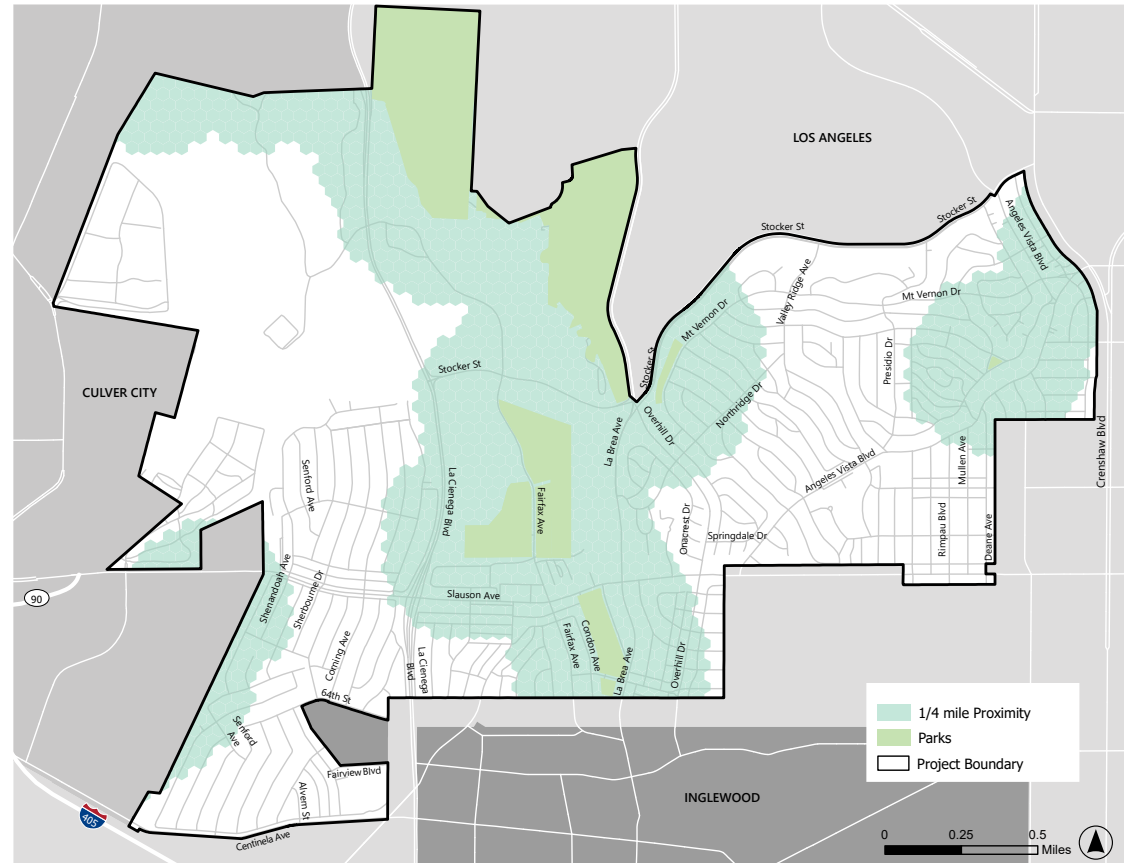 LOS ANGELES
Stocker St
Stocker St
Angeles Vista Blvd
Valley Ridge Ave
Mt Vernon Dr
Mt Vernon Dr
Stocker St
Stocker St
Presidio Dr
CULVER CITY
Northridge Dr
Overhill Dr
La Brea Ave
Crenshaw Blvd
Mullen Ave
Angeles Vista Blvd
Senford Ave
La Cienega Blvd
Fairfax Ave
Onacrest Dr
Springdale Dr
Rimpau Blvd
Deane Ave
90
Shenandoah Ave
Sherbourne Dr
Slauson Ave
Corning Ave
Fairfax Ave
Condon Ave
La Brea Ave
Overhill Dr
La Cienega
Blvd
64th St
Senford
Ave
Fairview Blvd
Alvern St
405
Centinela Ave
INGLEWOOD
1/4 mile Proximity
Parks
Project Boundary
0 0.25 0.5
Miles